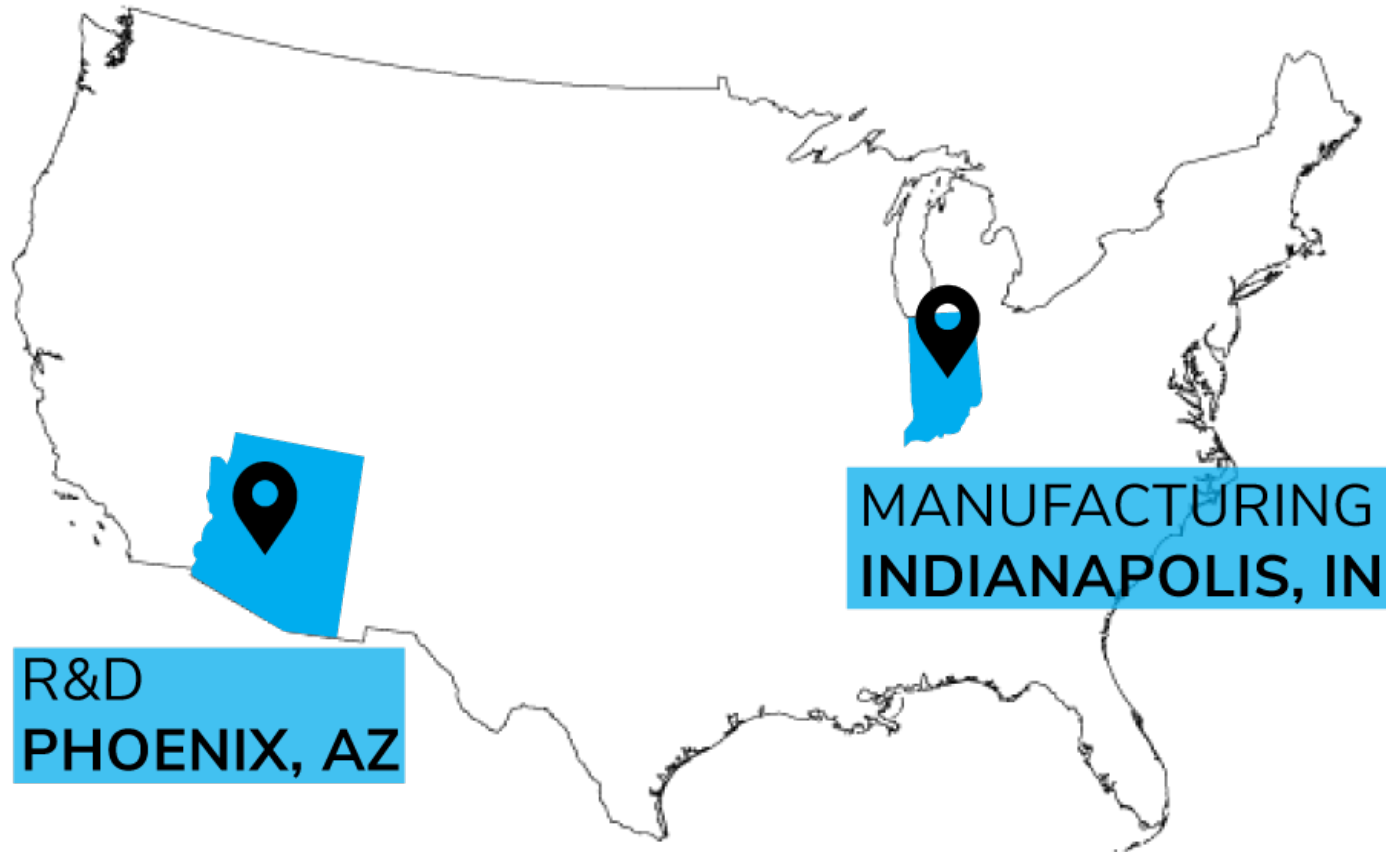 MANUFACTURING
INDIANAPOLIS, IN
R&D
PHOENIX, AZ